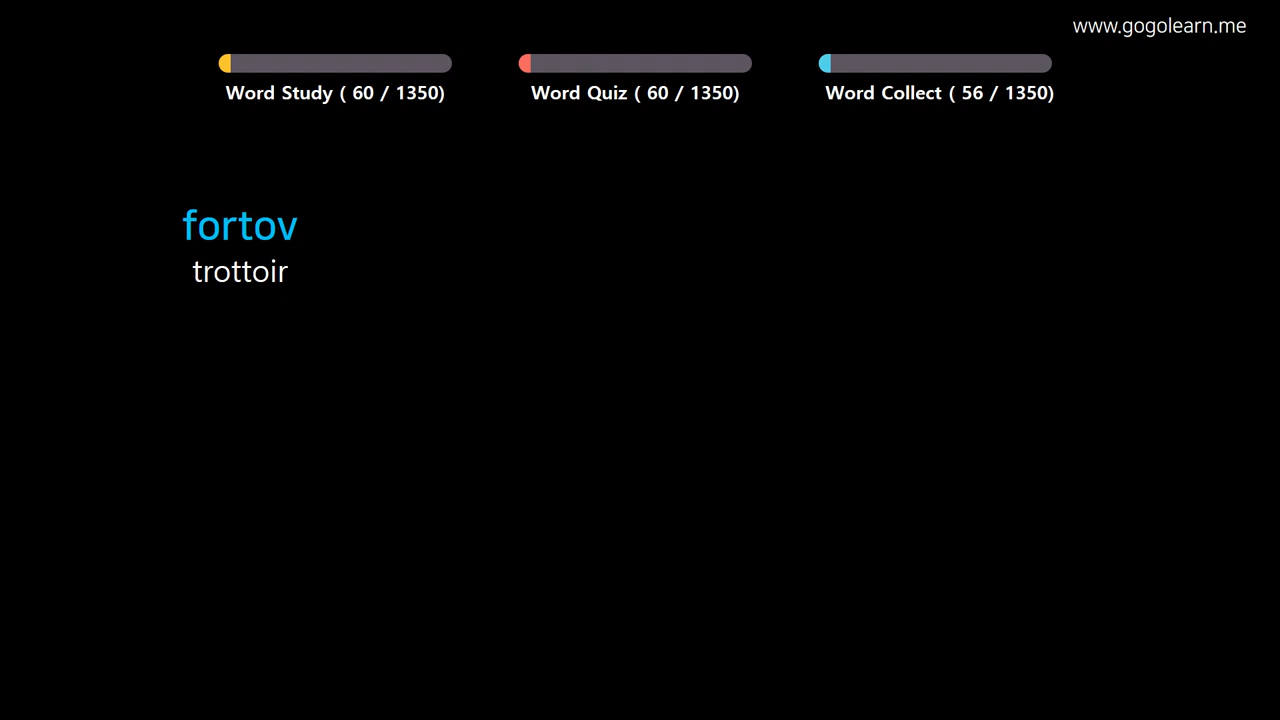 www.gogolearn.me
Word Study ( 60 / 1350)
Word Quiz ( 60 / 1350)
Word Collect ( 56 / 1350)
fortov
trottoir